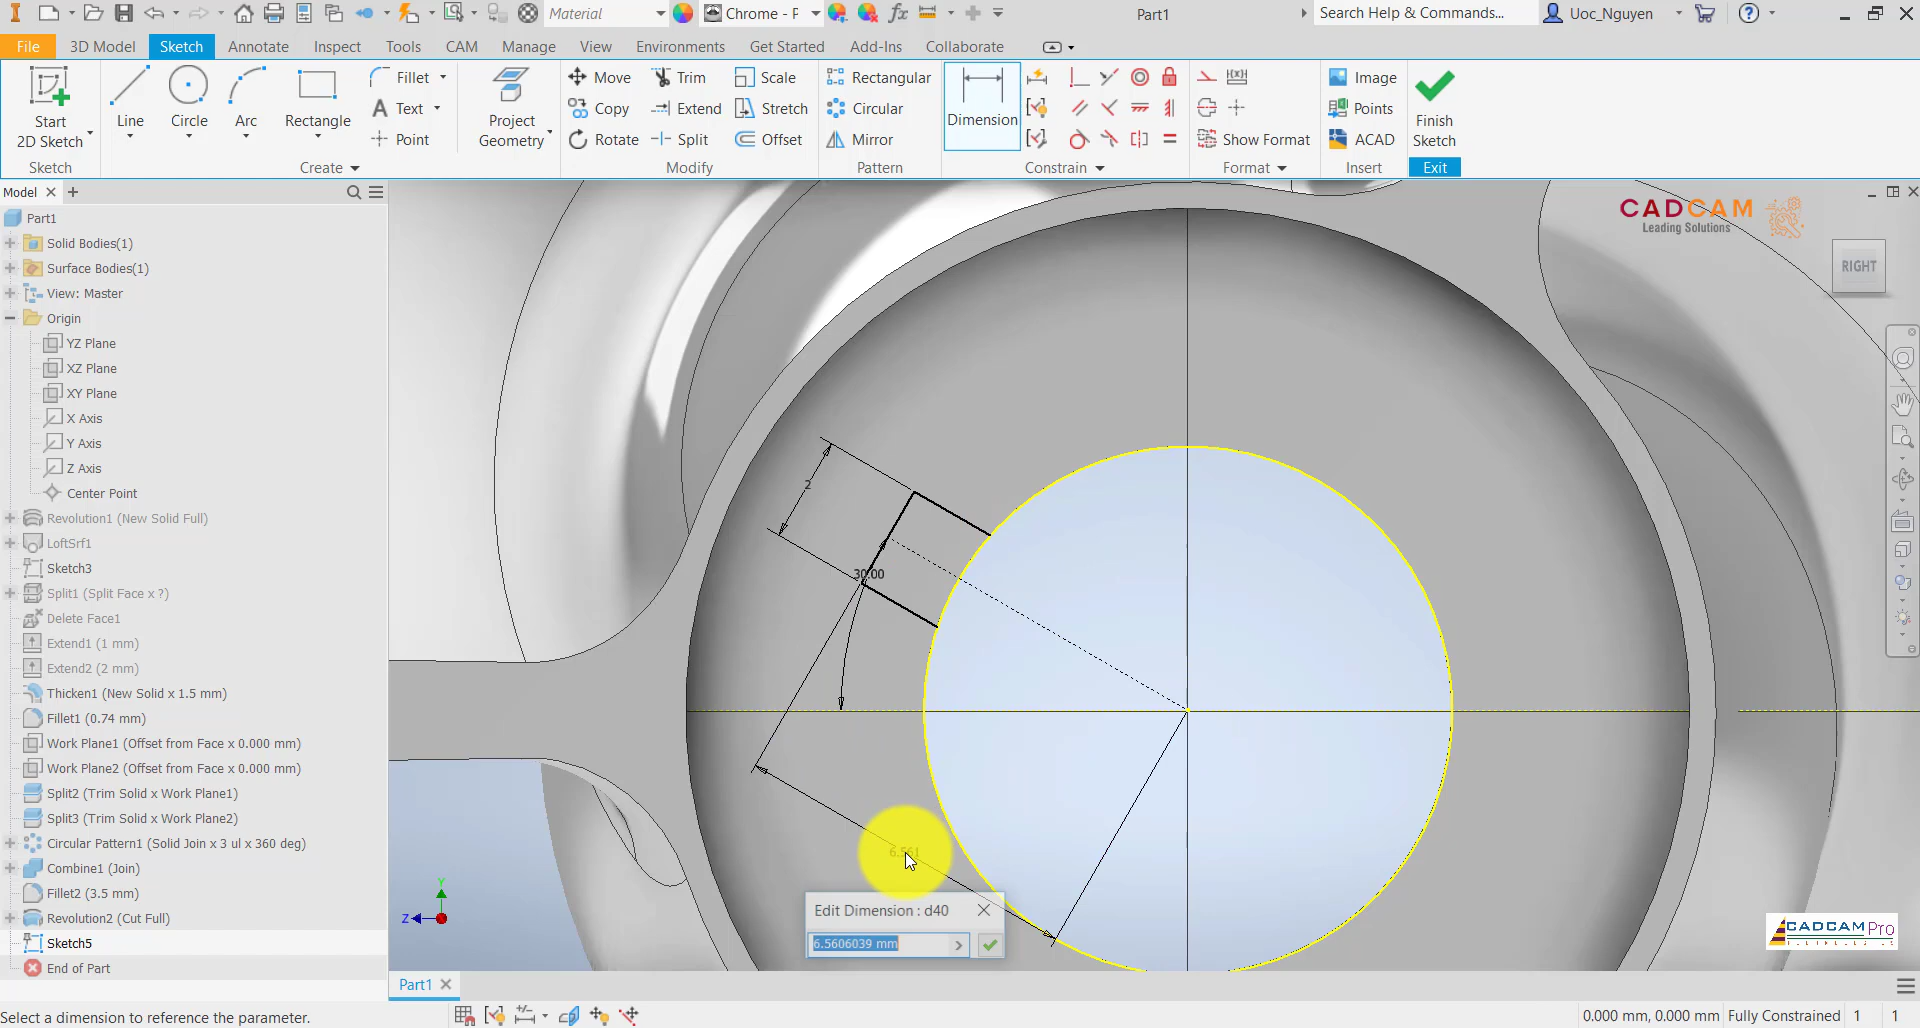 Material
Chrome - P
Part1
Search Help & Commands...
Uoc_Nguyen
File
3D Model
Sketch
Annotate
Inspect
Tools
CAM
Manage
View
Environments
Get Started
Add-Ins
Collaborate
Start
2D Sketch
Sketch
Line
Circle
Arc
Rectangle
Fillet
Text
Point
Create
Project
Geometry
Move
Copy
Rotate
Trim
Extend
Split
Scale
Stretch
Offset
Modify
Rectangular
Circular
Mirror
Pattern
Dimension
Constrain
Show Format
Format
Image
Points
ACAD
Insert
Finish
Sketch
Exit
Model
Part1
Solid Bodies(1)
Surface Bodies(1)
View: Master
Origin
YZ Plane
XZ Plane
XY Plane
X Axis
Y Axis
Z Axis
Center Point
Revolution1 (New Solid Full)
LoftSrf1
Sketch3
Split1 (Split Face x ?)
Delete Face1
Extend1 (1 mm)
Extend2 (2 mm)
Thicken1 (New Solid x 1.5 mm)
Fillet1 (0.74 mm)
Work Plane1 (Offset from Face x 0.000 mm)
Work Plane2 (Offset from Face x 0.000 mm)
Split2 (Trim Solid x Work Plane1)
Split3 (Trim Solid x Work Plane2)
Circular Pattern1 (Solid Join x 3 ul x 360 deg)
Combine1 (Join)
Fillet2 (3.5 mm)
Revolution2 (Cut Full)
Sketch5
End of Part
CADCAM
Leading Solutions
RIGHT
2
30.00
6.561
Edit Dimension : d40
6.5606039 mm
Y
Z
CADCAM Pro
Part1
Select a dimension to reference the parameter.
0.000 mm, 0.000 mm
Fully Constrained
1
1